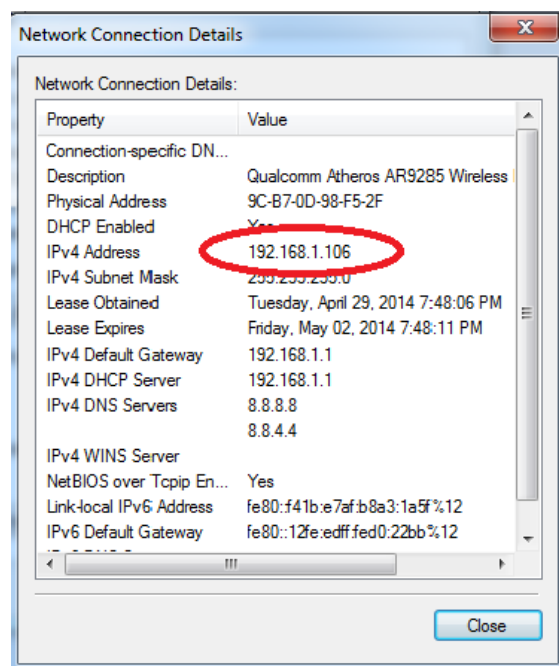 Network Connection Details
Network Connection Details:
Property Value
Connection-specific DN...
Description Qualcomm Atheros AR9285 Wireless
Physical Address 9C-B7-0D-98-F5-2F
DHCP Enabled Yes
IPv4 Address 192.168.1.106
IPv4 Subnet Mask 255.255.255.0
Lease Obtained Tuesday, April 29, 2014 7:48:06 PM
Lease Expires Friday, May 02, 2014 7:48:11 PM
IPv4 Default Gateway 192.168.1.1
IPv4 DHCP Server 192.168.1.1
IPv4 DNS Servers 8.8.8.8
8.8.4.4
IPv4 WINS Server
NetBIOS over Tcpip En... Yes
Link-local IPv6 Address fe80::f41b:e7af:b8a3:1a5f%12
IPv6 Default Gateway fe80::12fe:edff:fed0:22bb%12
Close